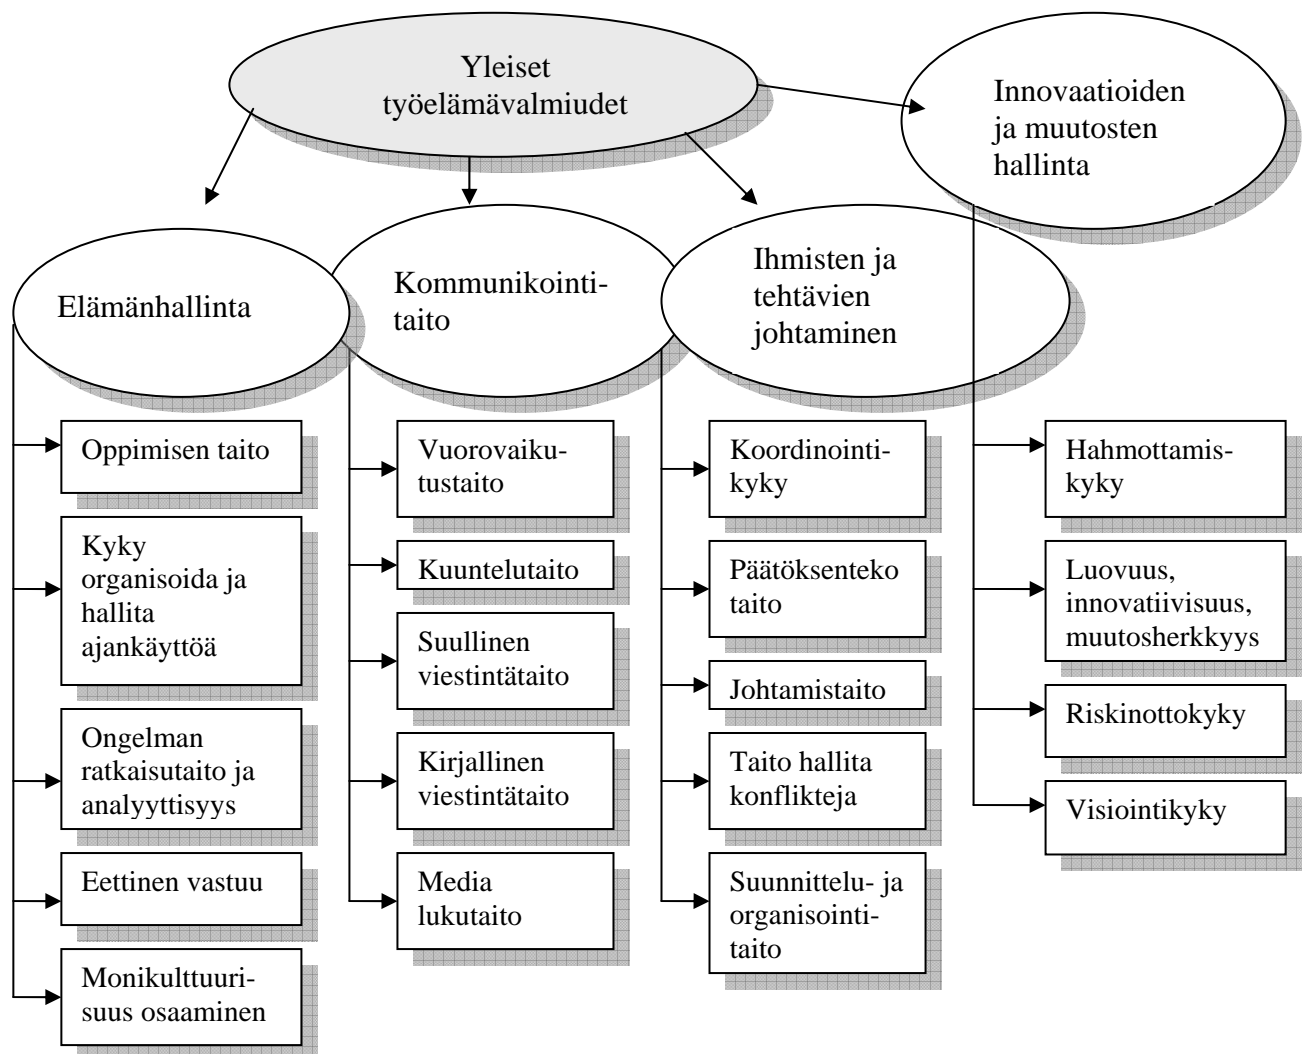 Yleiset
työelämävalmiudet
Innovaatioiden
ja muutosten
hallinta
Elämänhallinta
Kommunikointi-
taito
Ihmisten ja
tehtävien
johtaminen
Oppimisen taito
Kyky
organisoida ja
hallita
ajankäyttöä
Ongelman
ratkaisutaito ja
analyyttisyys
Eettinen vastuu
Monikulttuuri-
suus osaaminen
Vuorovaiku-
tustaito
Kuuntelutaito
Suullinen
viestintätaito
Kirjallinen
viestintätaito
Media
lukutaito
Koordinointi-
kyky
Päätöksenteko
taito
Johtamistaito
Taito hallita
konflikteja
Suunnittelu- ja
organisointi-
taito
Hahmottamis-
kyky
Luovuus,
innovatiivisuus,
muutosherkkyys
Riskinottokyky
Visiointikyky